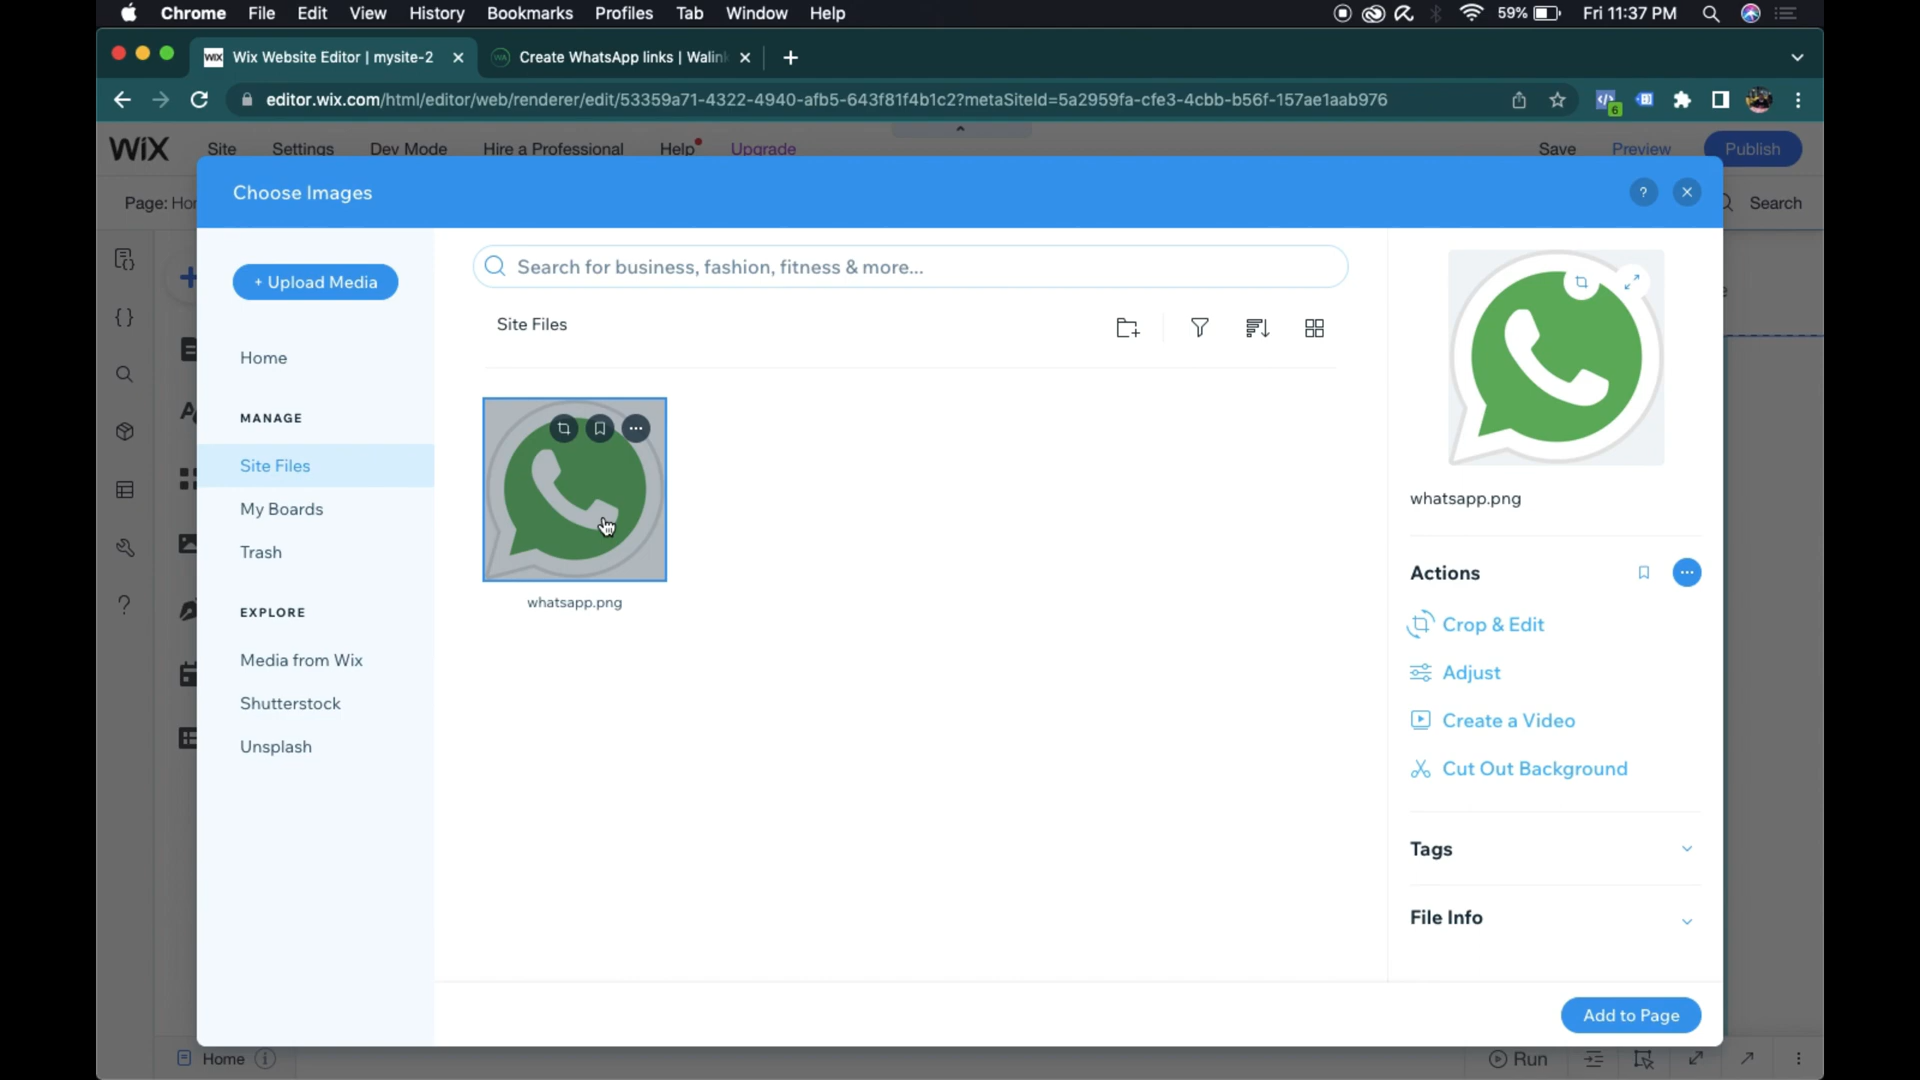 Chrome File Edit View History Bookmarks Profiles Tab Window Help 59% Fri 11:37 PM
WIX Wix Website Editor | mysite-2 Create WhatsApp links | Walink
editor.wix.com/html/editor/web/renderer/edit/53359a71-4322-4940-afb5-643f81f4b1c2?metaSiteId=5a2959fa-cfe3-4cbb-b56f-157ae1aab976 6
WiX Site Settings Dev Mode Hire a Professional Help Upgrade Save Preview Publish
Page: Hor Search
Choose Images ?
+ Upload Media
Search for business, fashion, fitness & more...
Site Files
Home
MANAGE
Site Files
My Boards
Trash
EXPLORE
Media from Wix
Shutterstock
Unsplash
whatsapp.png
whatsapp.png
Actions
Crop & Edit
Adjust
Create a Video
Cut Out Background
Tags
File Info
Add to Page
Home Run